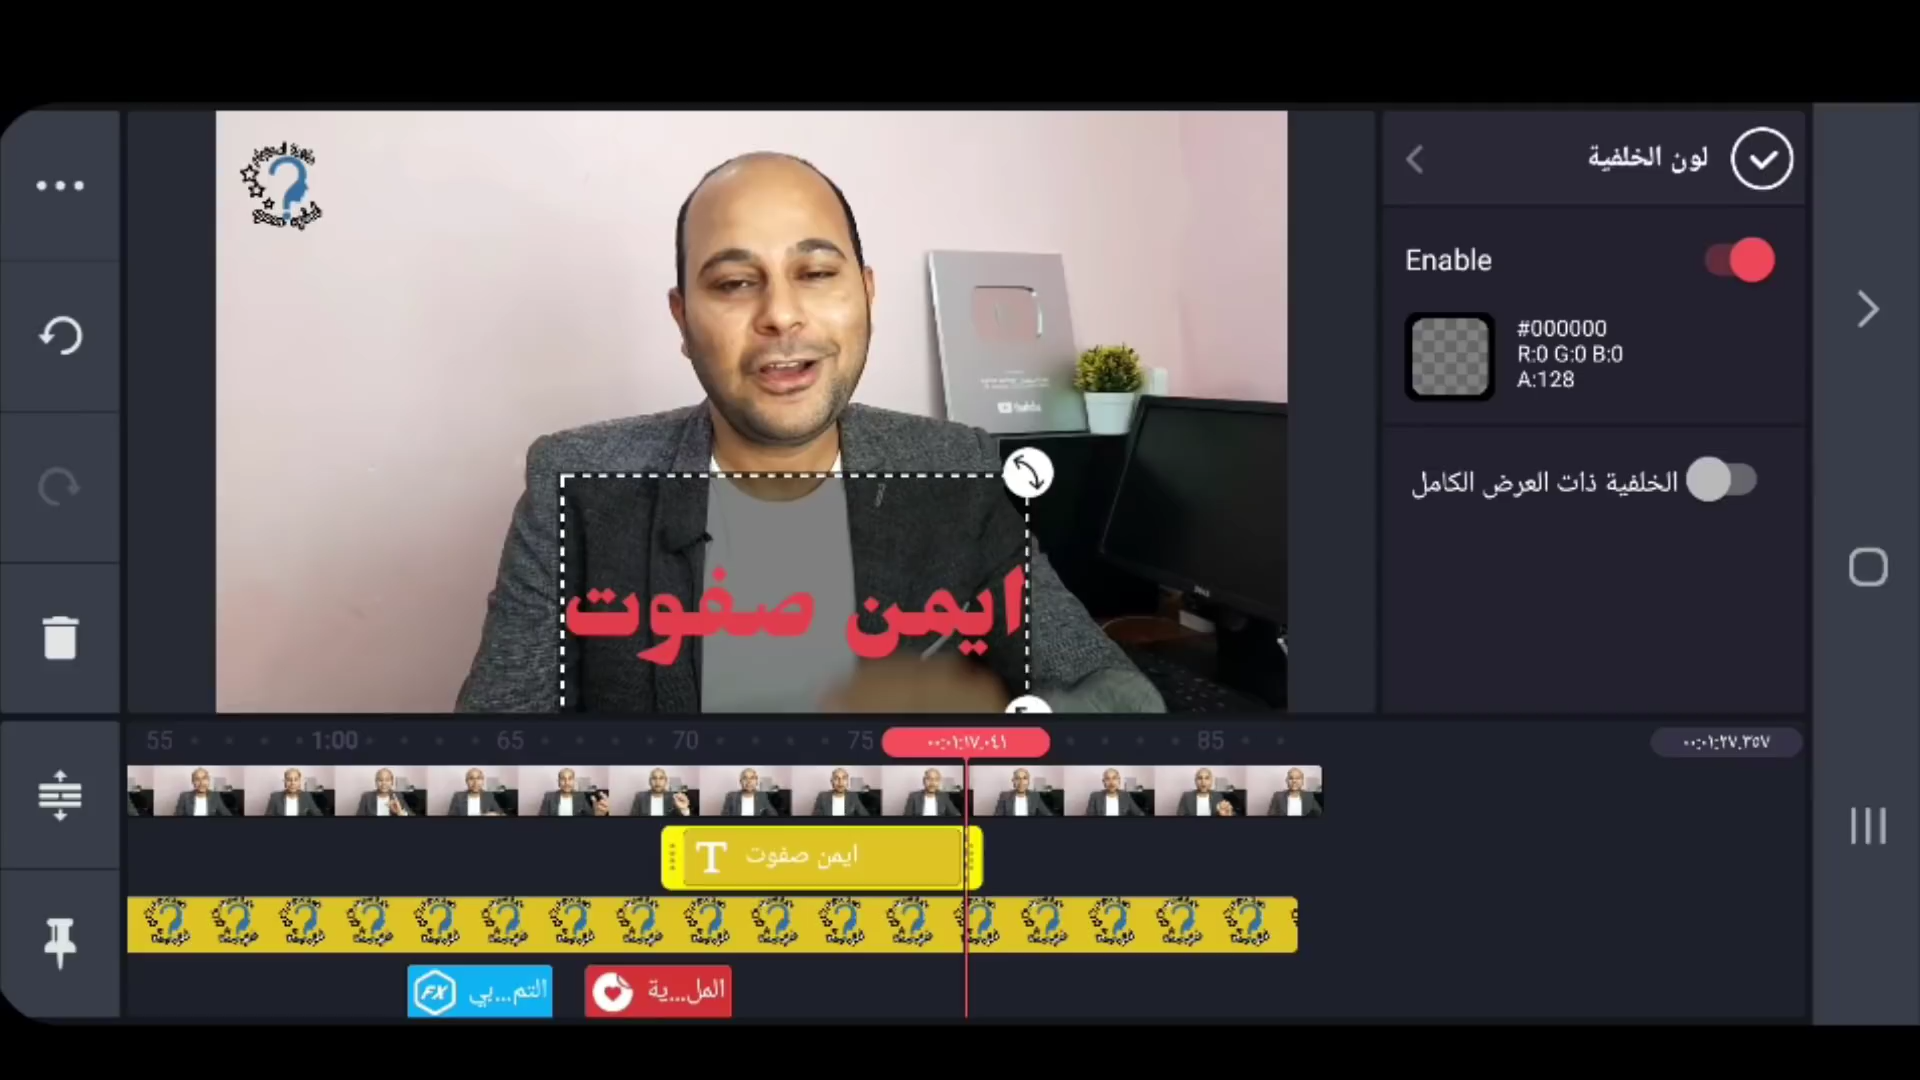 لون الخلفية
Enable
#000000
R:0 G:0 B:0
A:128
الخلفية ذات العرض الكامل
ايمن صفوت
55
1:00
65
70
75
٠٠:٠١:١٧.٠٤١
85
٠٠:٠١:٢٧.٣٥٧
T ايمن صفوت
FX التم...بي
المل...ية